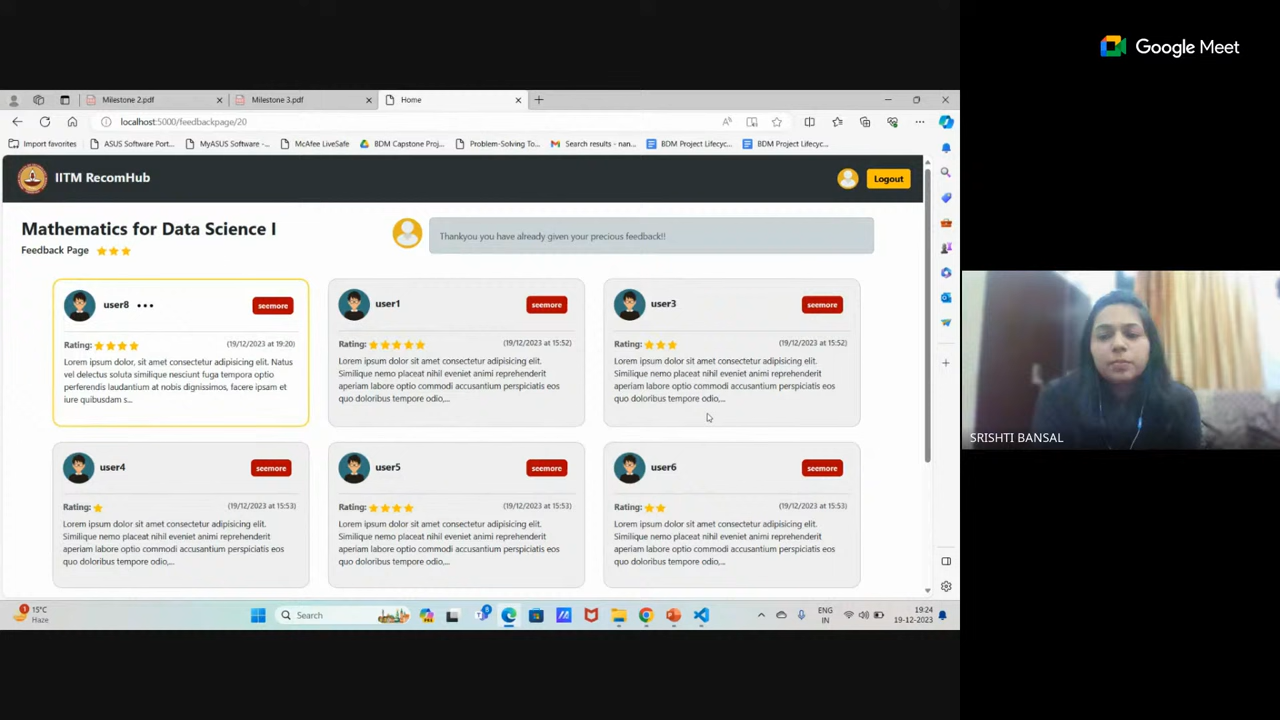 Google Meet
Milestone 2.pdf
Milestone 3.pdf
Home
localhost:5000/feedbackpage/20
Import favorites
ASUS Software Port...
MyASUS Software -...
McAfee LiveSafe
BDM Capstone Proj...
Problem-Solving To...
Search results - nan...
BDM Project Lifecyc...
BDM Project Lifecyc...
IITM RecomHub
Logout
Mathematics for Data Science I
Feedback Page
Thankyou you have already given your precious feedback!!
user8
seemore
Rating:
(19/12/2023 at 19:20)
Lorem ipsum dolor, sit amet consectetur adipisicing elit. Natus
vel delectus soluta similique nesciunt fuga tempora optio
perferendis laudantium at nobis dignissimos, facere ipsam et
iure quibusdam s...
user1
seemore
Rating:
(19/12/2023 at 15:52)
Lorem ipsum dolor sit amet consectetur adipisicing elit.
Similique nemo placeat nihil eveniet animi reprehenderit
aperiam labore optio commodi accusantium perspiciatis eos
quo doloribus tempore odio,...
user3
seemore
Rating:
(19/12/2023 at 15:52)
Lorem ipsum dolor sit amet consectetur adipisicing elit.
Similique nemo placeat nihil eveniet animi reprehenderit
aperiam labore optio commodi accusantium perspiciatis eos
quo doloribus tempore odio,...
user4
seemore
Rating:
(19/12/2023 at 15:53)
Lorem ipsum dolor sit amet consectetur adipisicing elit.
Similique nemo placeat nihil eveniet animi reprehenderit
aperiam labore optio commodi accusantium perspiciatis eos
quo doloribus tempore odio,...
user5
seemore
Rating:
(19/12/2023 at 15:53)
Lorem ipsum dolor sit amet consectetur adipisicing elit.
Similique nemo placeat nihil eveniet animi reprehenderit
aperiam labore optio commodi accusantium perspiciatis eos
quo doloribus tempore odio,...
user6
seemore
Rating:
(19/12/2023 at 15:53)
Lorem ipsum dolor sit amet consectetur adipisicing elit.
Similique nemo placeat nihil eveniet animi reprehenderit
aperiam labore optio commodi accusantium perspiciatis eos
quo doloribus tempore odio,...
SRISHTI BANSAL
1
15°C
Haze
Search
ENG
IN
19:24
19-12-2023